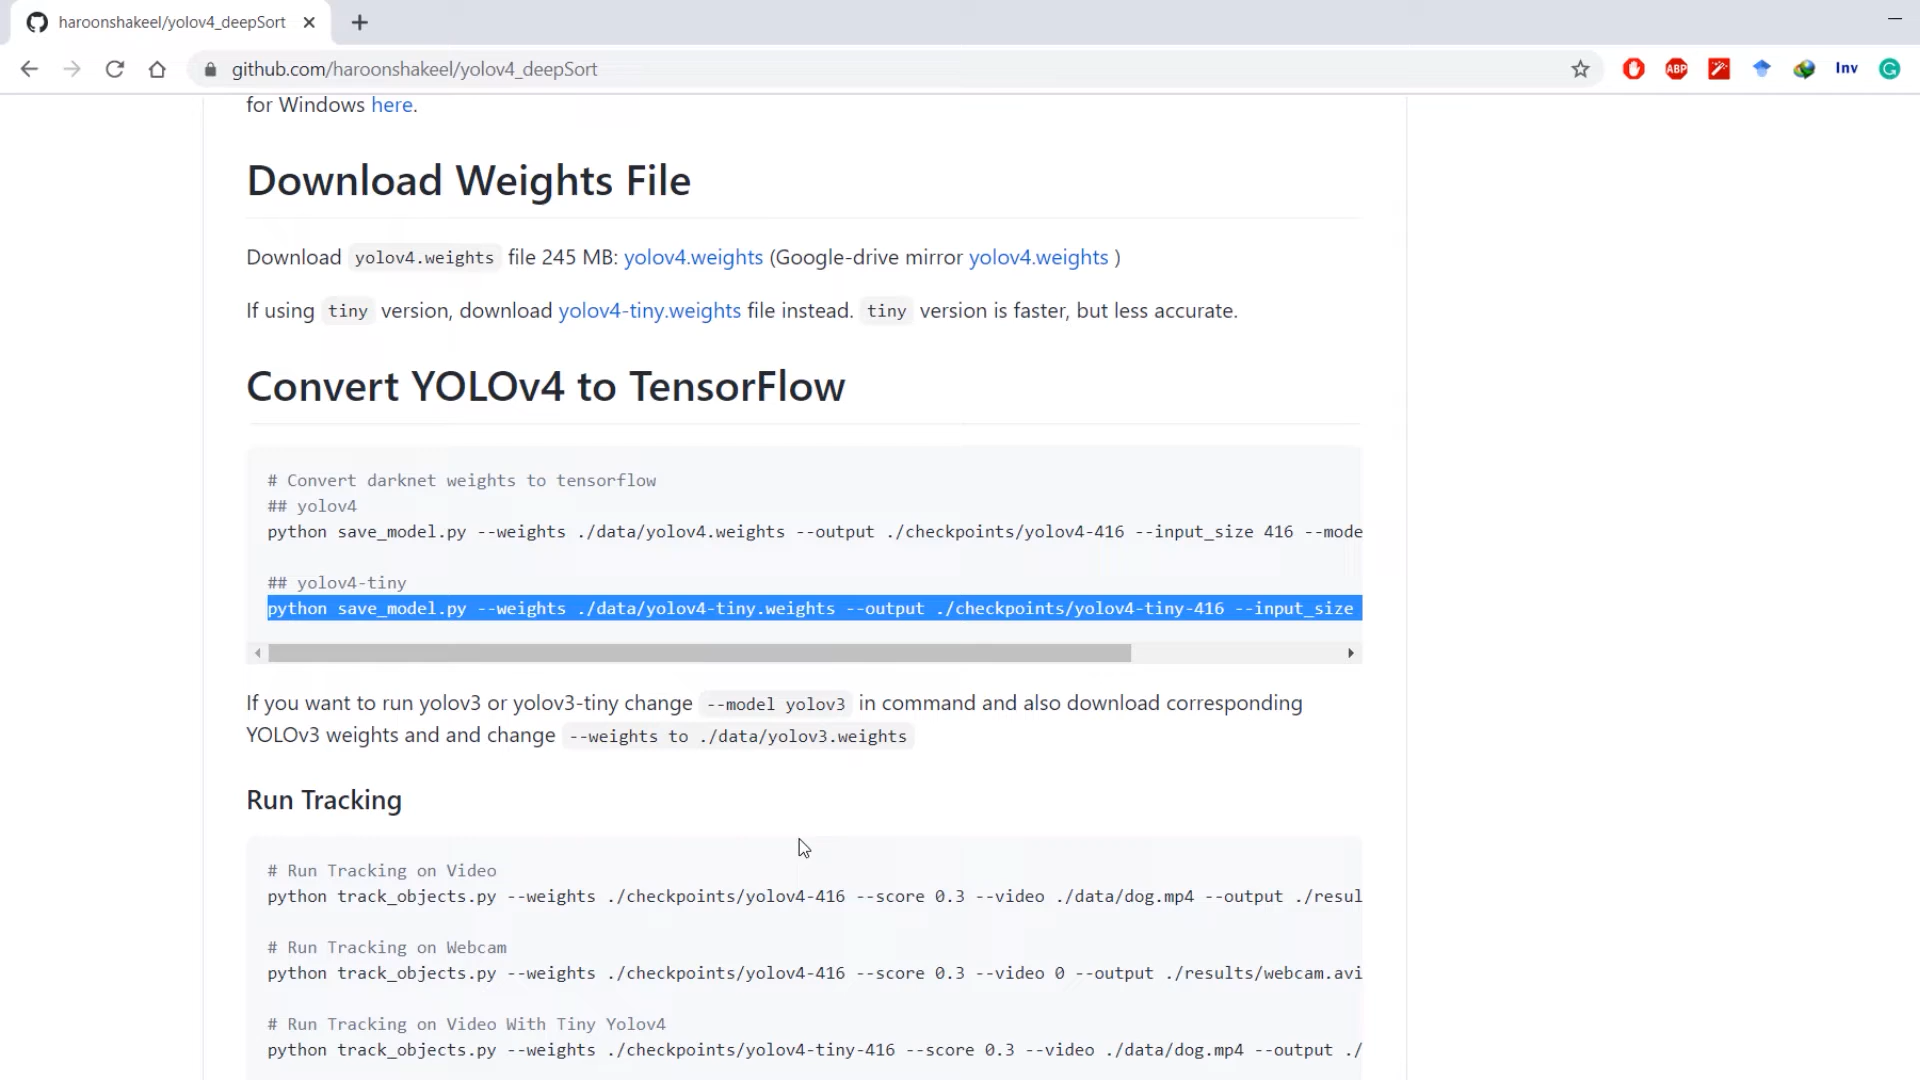 haroonshakeel/yolov4_deepSort
github.com/haroonshakeel/yolov4_deepSort
ABP
Inv
G
for Windows here.
Download Weights File
Download yolov4.weights file 245 MB: yolov4.weights (Google-drive mirror yolov4.weights )
If using tiny version, download yolov4-tiny.weights file instead. tiny version is faster, but less accurate.
Convert YOLOv4 to TensorFlow
# Convert darknet weights to tensorflow
## yolov4
python save_model.py --weights ./data/yolov4.weights --output ./checkpoints/yolov4-416 --input_size 416 --mode
## yolov4-tiny
python save_model.py --weights ./data/yolov4-tiny.weights --output ./checkpoints/yolov4-tiny-416 --input_size
If you want to run yolov3 or yolov3-tiny change --model yolov3 in command and also download corresponding
YOLOv3 weights and and change --weights to ./data/yolov3.weights
Run Tracking
# Run Tracking on Video
python track_objects.py --weights ./checkpoints/yolov4-416 --score 0.3 --video ./data/dog.mp4 --output ./resul
# Run Tracking on Webcam
python track_objects.py --weights ./checkpoints/yolov4-416 --score 0.3 --video 0 --output ./results/webcam.avi
# Run Tracking on Video With Tiny Yolov4
python track_objects.py --weights ./checkpoints/yolov4-tiny-416 --score 0.3 --video ./data/dog.mp4 --output ./